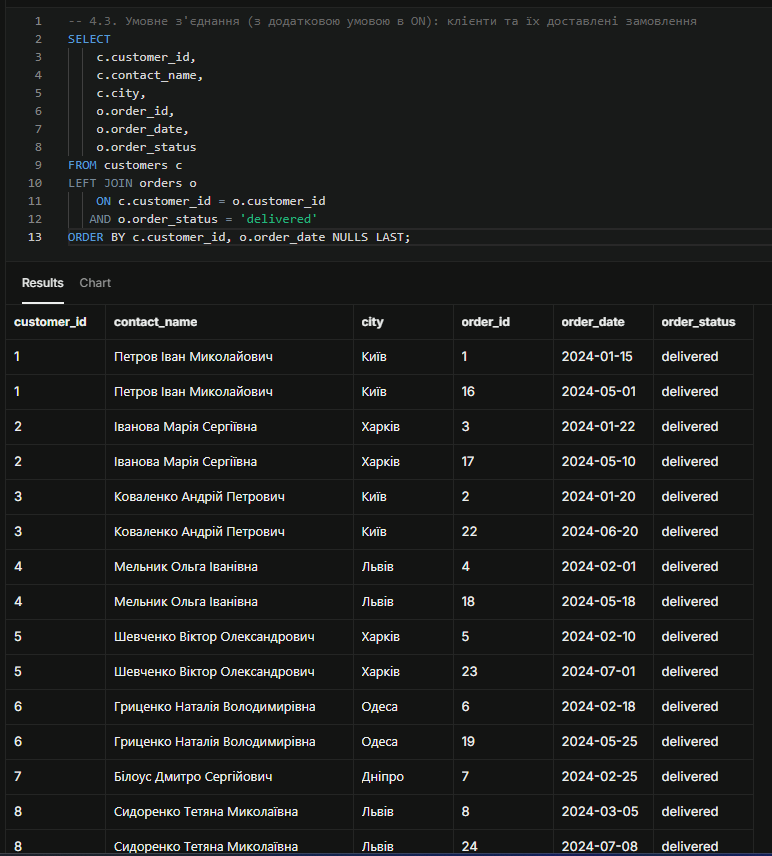 1 -- 4.3. Умовне з'єднання (з додатковою умовою в ON): клієнти та їх доставлені замовлення
2 SELECT
3 c.customer_id,
4 c.contact_name,
5 c.city,
6 o.order_id,
7 o.order_date,
8 o.order_status
9 FROM customers c
10 LEFT JOIN orders o
11 ON c.customer_id = o.customer_id
12 AND o.order_status = 'delivered'
13 ORDER BY c.customer_id, o.order_date NULLS LAST;
Results Chart
customer_id contact_name city order_id order_date order_status
1 Петров Іван Миколайович Київ 1 2024-01-15 delivered
1 Петров Іван Миколайович Київ 16 2024-05-01 delivered
2 Іванова Марія Сергіївна Харків 3 2024-01-22 delivered
2 Іванова Марія Сергіївна Харків 17 2024-05-10 delivered
3 Коваленко Андрій Петрович Київ 2 2024-01-20 delivered
3 Коваленко Андрій Петрович Київ 22 2024-06-20 delivered
4 Мельник Ольга Іванівна Львів 4 2024-02-01 delivered
4 Мельник Ольга Іванівна Львів 18 2024-05-18 delivered
5 Шевченко Віктор Олександрович Харків 5 2024-02-10 delivered
5 Шевченко Віктор Олександрович Харків 23 2024-07-01 delivered
6 Гриценко Наталія Володимирівна Одеса 6 2024-02-18 delivered
6 Гриценко Наталія Володимирівна Одеса 19 2024-05-25 delivered
7 Білоус Дмитро Сергійович Дніпро 7 2024-02-25 delivered
8 Сидоренко Тетяна Миколаївна Львів 8 2024-03-05 delivered
8 Сидоренко Тетяна Миколаївна Львів 24 2024-07-08 delivered